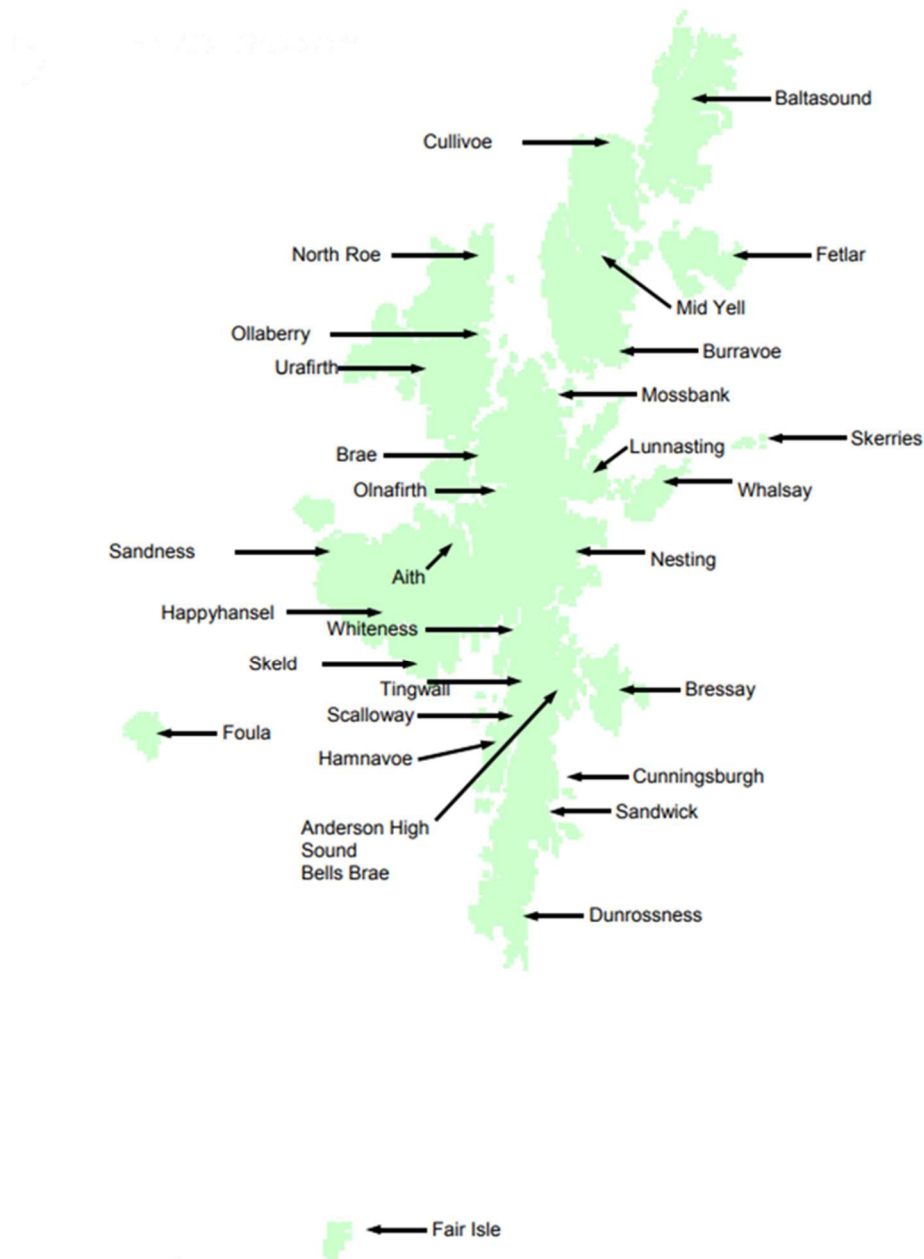 Baltasound
Cullivoe
North Roe
Fetlar
Mid Yell
Ollaberry
Burravoe
Urafirth
Mossbank
Skerries
Lunnasting
Brae
Olnafirth
Whalsay
Sandness
Nesting
Aith
Happyhansel
Whiteness
Skeld
Tingwall
Bressay
Scalloway
Foula
Hamnavoe
Cunningsburgh
Sandwick
Anderson High
Sound
Bells Brae
Dunrossness
Fair Isle